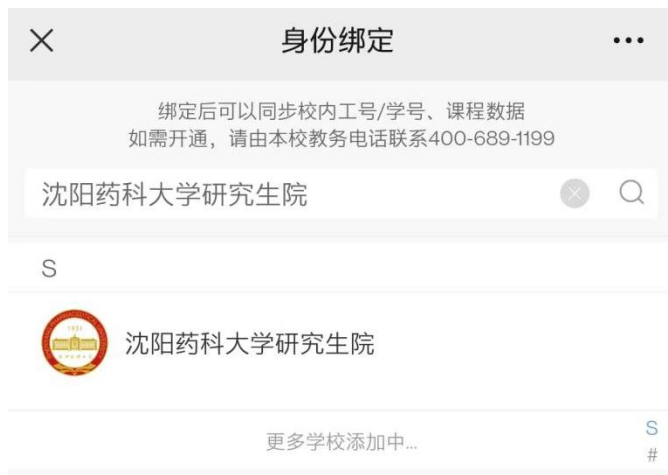 身份绑定
绑定后可以同步校内工号/学号、课程数据
如需开通，请由本校教务电话联系400-689-1199
沈阳药科大学研究生院
S
沈阳药科大学研究生院
更多学校添加中...
S
#